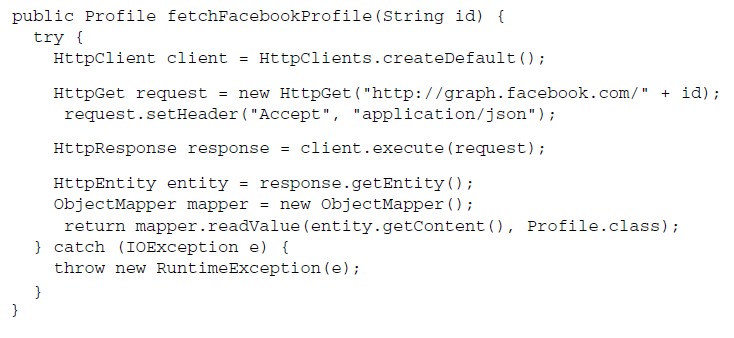 public Profile fetchFacebookProfile(String id) {
try {
HttpClient client = HttpClients.createDefault();
HttpGet request = new HttpGet("http://graph.facebook.com/" + id);
request.setHeader("Accept", "application/json");
HttpResponse response = client.execute(request);
HttpEntity entity = response.getEntity();
ObjectMapper mapper = new ObjectMapper();
return mapper.readValue(entity.getContent(), Profile.class);
} catch (IOException e) {
throw new RuntimeException(e);
}
}